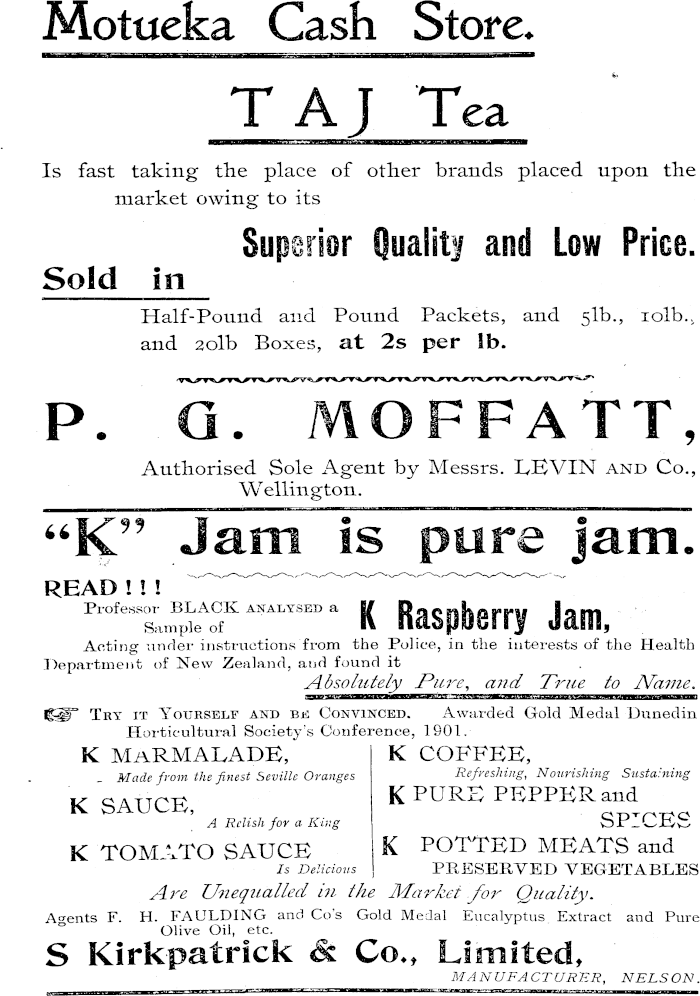 Motueka Cash Store.
TAJ Tea
Is fast taking the place of other brands placed upon the
market owing to its
Superior Quality and Low Price.
Sold in
Half-Pound and Pound Packets, and 5lb., 10lb.,
and 20lb Boxes, at 2s per lb.
P. G. MOFFATT,
Authorised Sole Agent by Messrs. LEVIN AND Co.,
Wellington.
"K" Jam is pure jam.
READ!!!
Professor BLACK ANALYSED a
Sample of
K Raspberry Jam,
Acting under instructions from the Police, in the interests of the Health
Department of New Zealand, and found it
Absolutely Pure, and True to Name.
TRY IT YOURSELF AND BE CONVINCED. Awarded Gold Medal Dunedin
Horticultural Society's Conference, 1901.
K MARMALADE,
Made from the finest Seville Oranges
K SAUCE,
A Relish for a King
K TOMATO SAUCE
Is Delicious
K COFFEE,
Refreshing, Nourishing Sustaining
K PURE PEPPER and
SPICES
K POTTED MEATS and
PRESERVED VEGETABLES
Are Unequalled in the Market for Quality.
Agents F. H. FAULDING and Co's Gold Medal Eucalyptus Extract and Pure
Olive Oil, etc.
S Kirkpatrick & Co., Limited,
MANUFACTURER, NELSON.